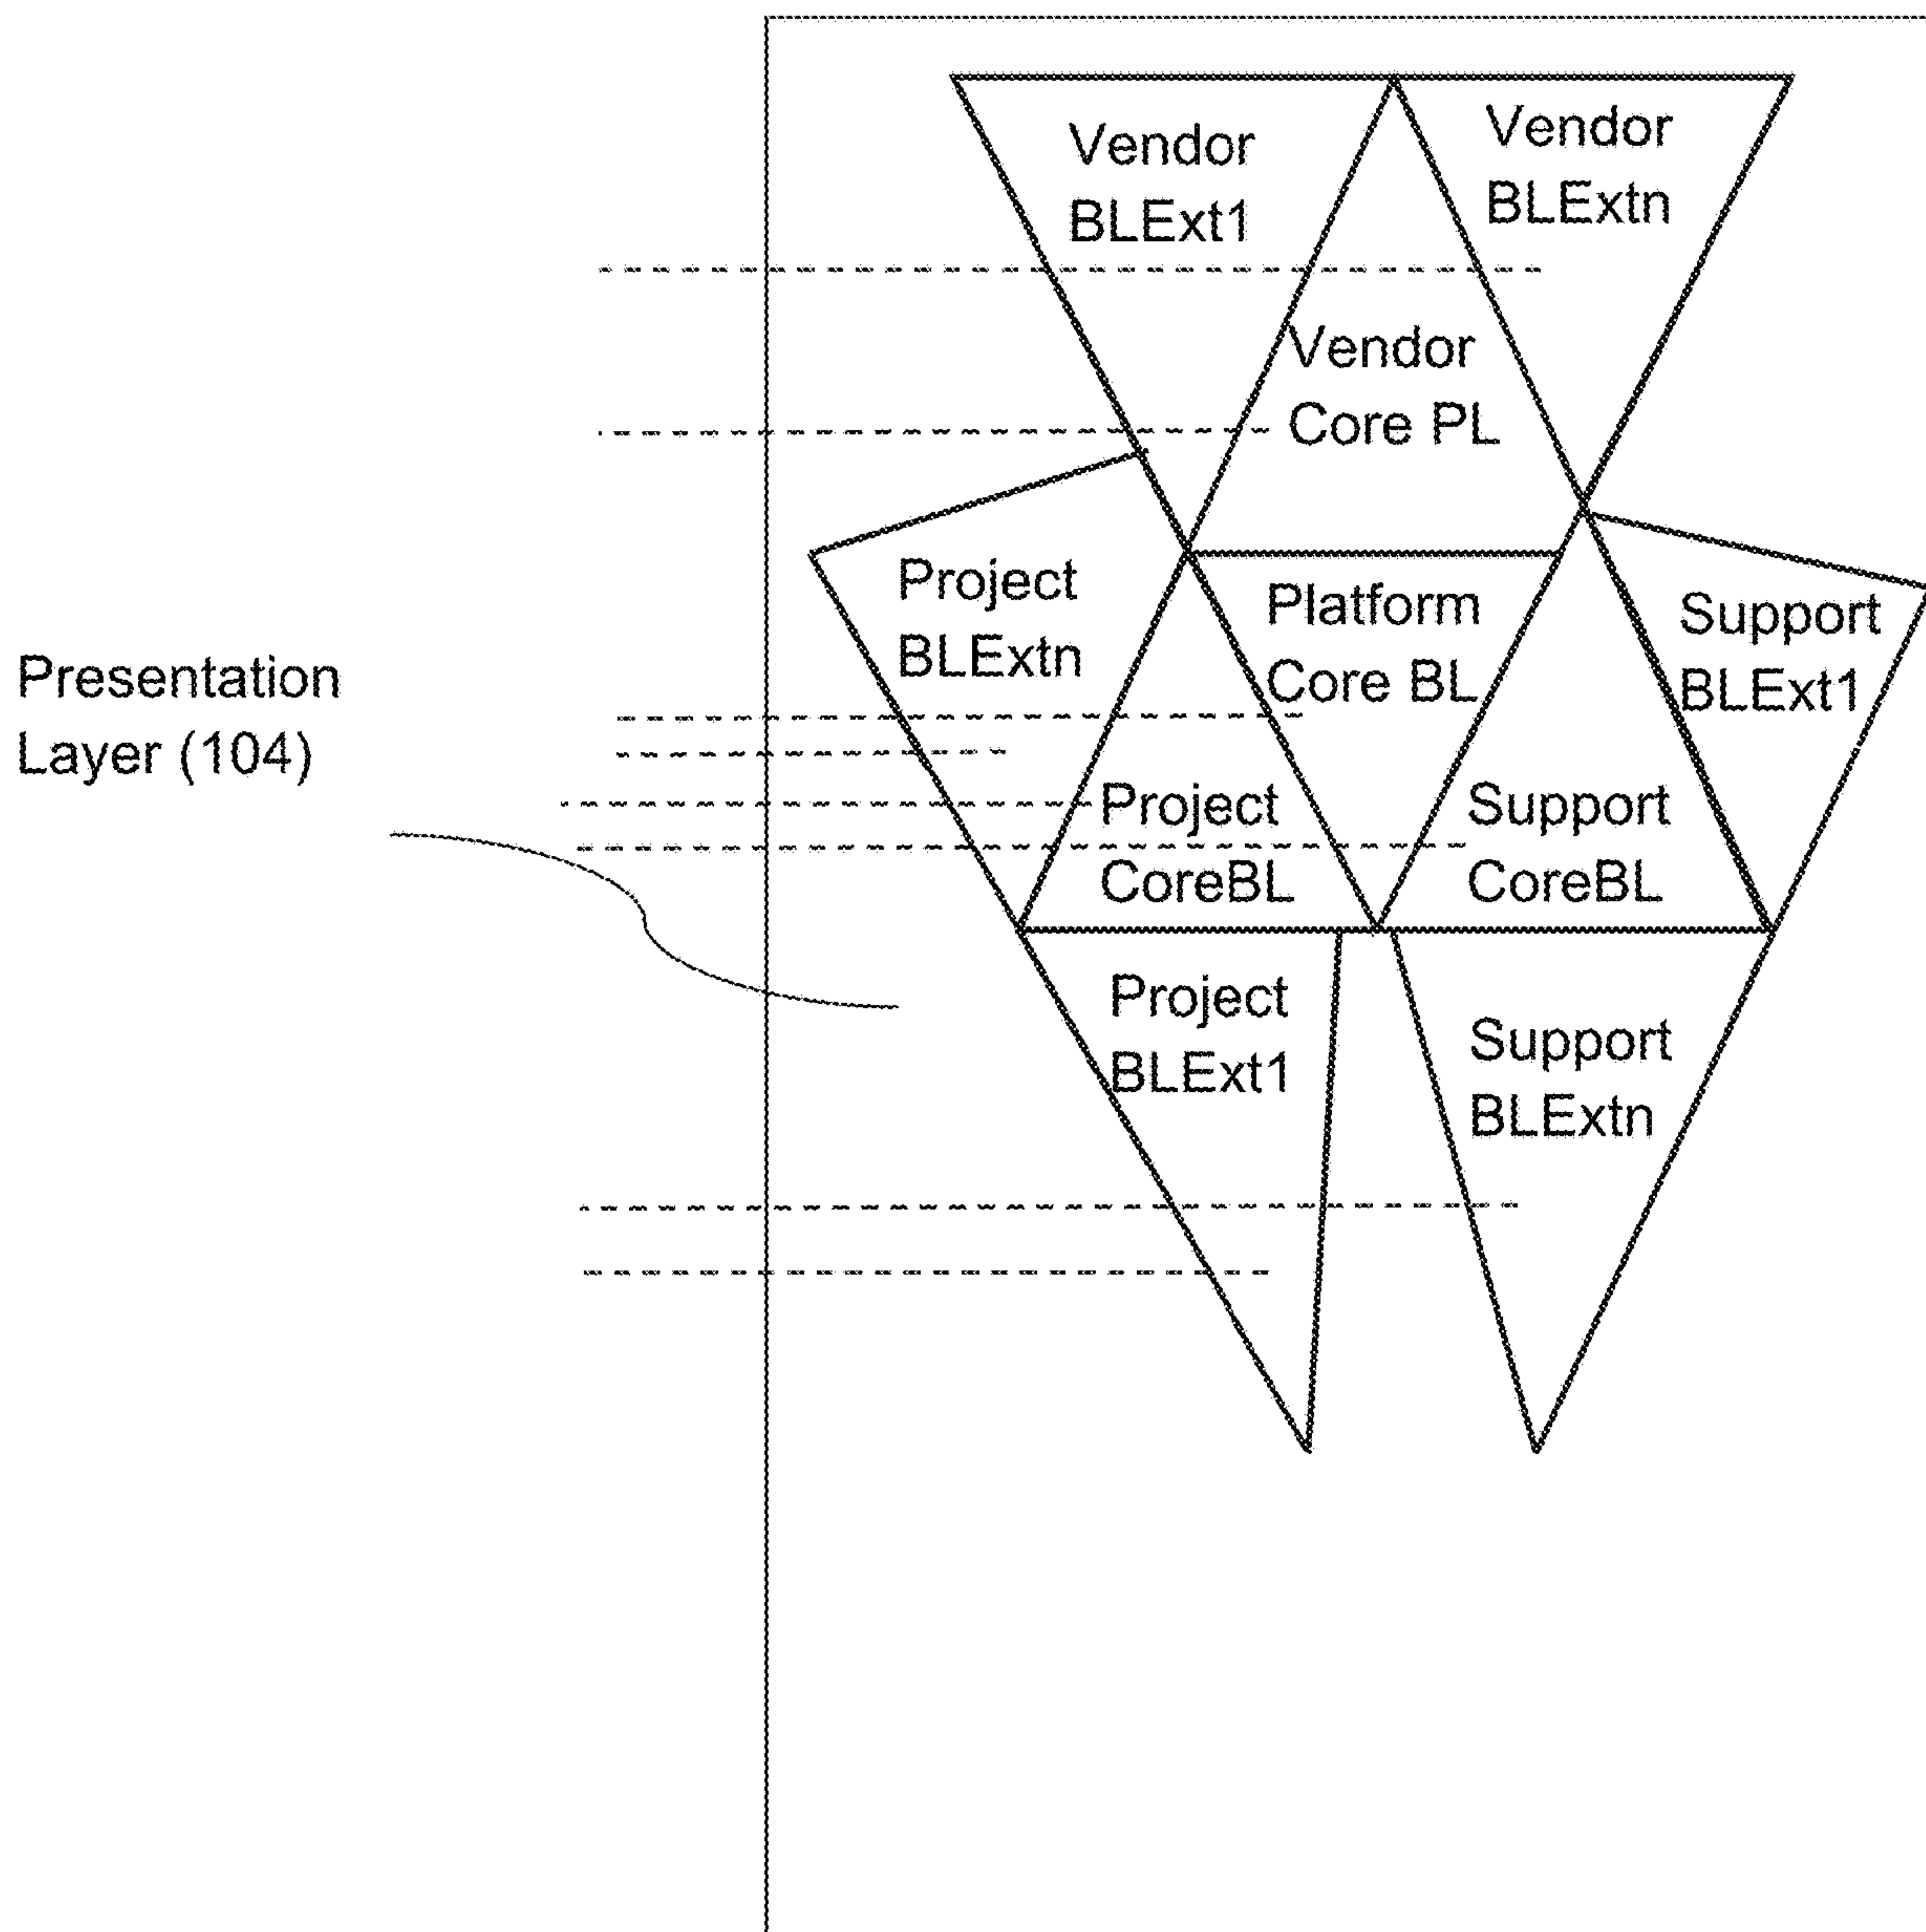 Vendor
BLExt1
Vendor
BLExtn
Vendor
Core PL
Project
BLExtn
Platform
Core BL
Support
BLExt1
Presentation
Layer (104)
Project
CoreBL
Support
CoreBL
Project
BLExt1
Support
BLExtn